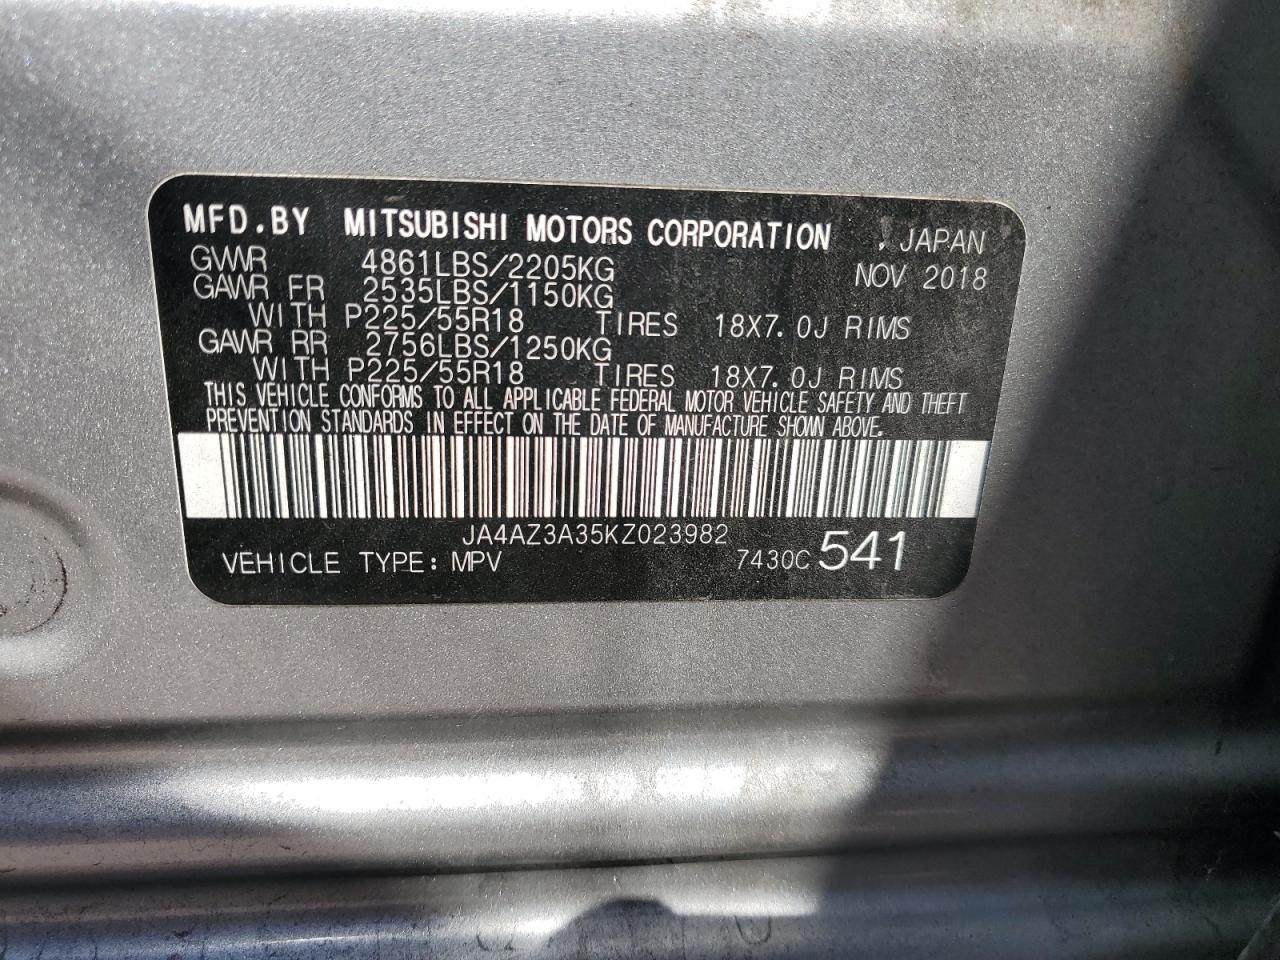 MFD.BY MITSUBISHI MOTORS CORPORATION , JAPAN
GVWR 4861LBS/2205KG NOV 2018
GAWR FR 2535LBS/1150KG
WITH P225/55R18 TIRES 18X7.0J RIMS
GAWR RR 2756LBS/1250KG
WITH P225/55R18 TIRES 18X7.0J RIMS
THIS VEHICLE CONFORMS TO ALL APPLICABLE FEDERAL MOTOR VEHICLE SAFETY AND THEFT
PREVENTION STANDARDS IN EFFECT ON THE DATE OF MANUFACTURE SHOWN ABOVE.
JA4AZ3A35KZ023982
VEHICLE TYPE: MPV 7430C 541